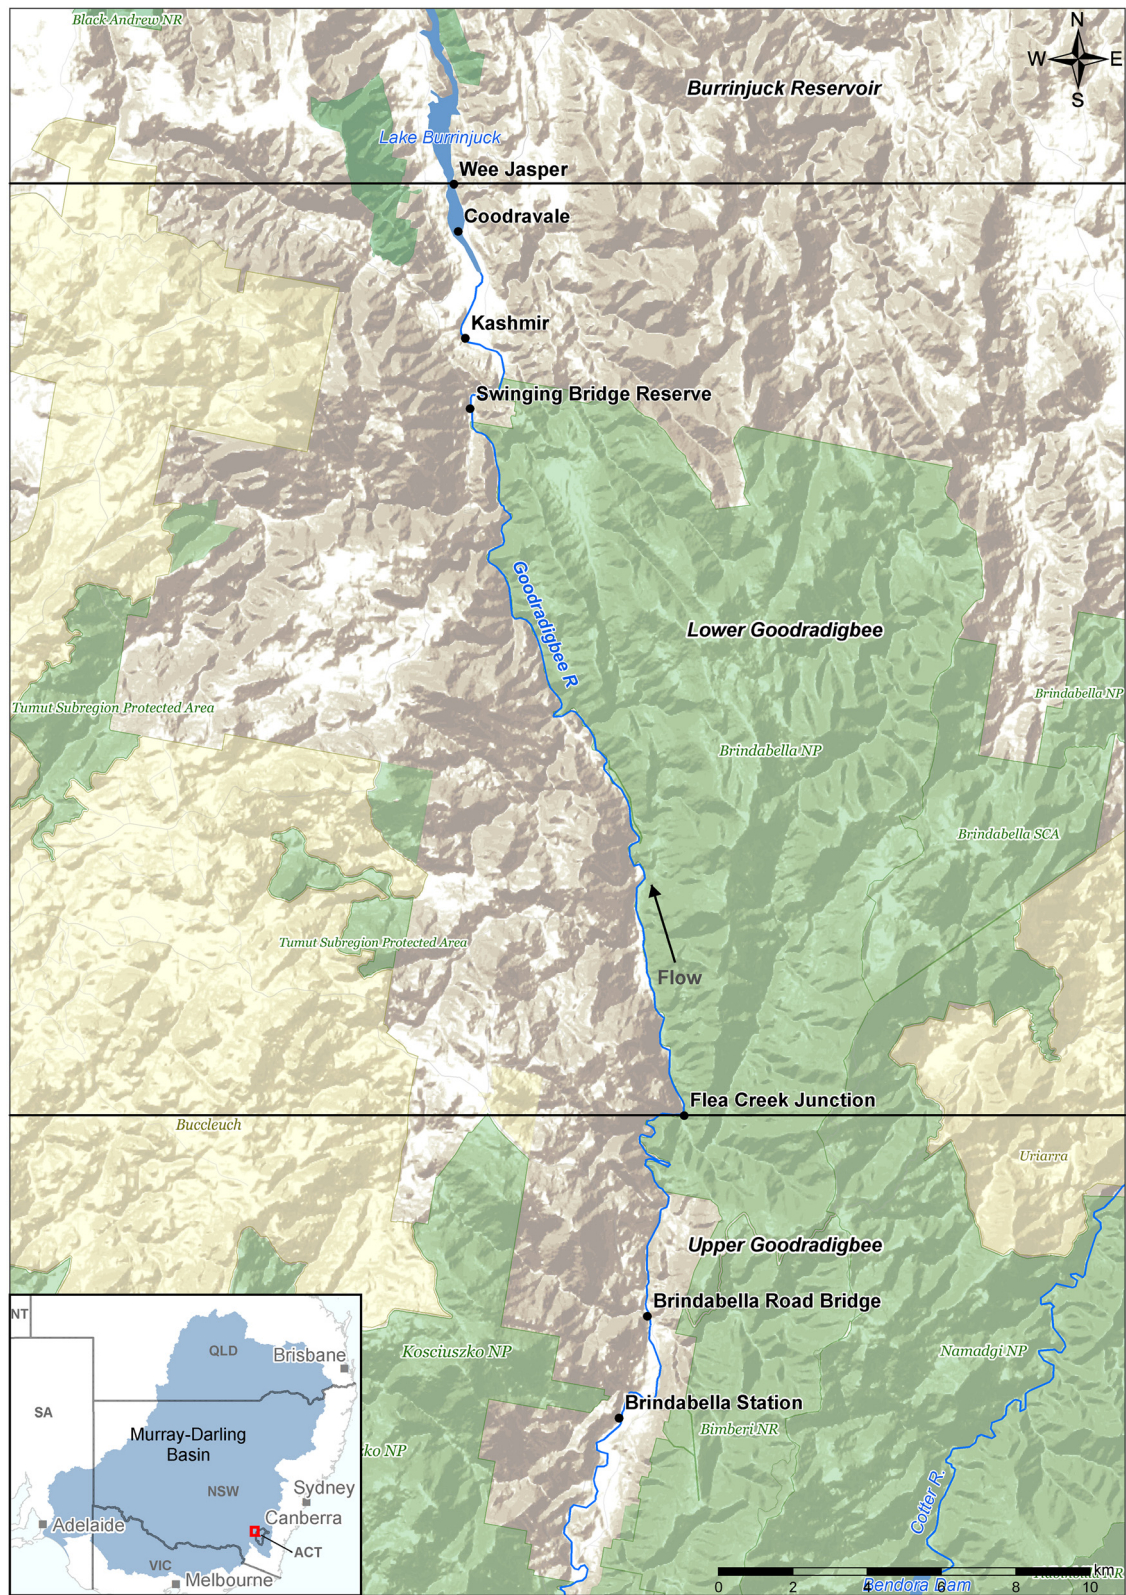 Black Andrew NR
N
W
E
S
Burrinjuck Reservoir
Lake Burrinjuck
Wee Jasper
Coodravale
Kashmir
Swinging Bridge Reserve
Goodradigbee R
Lower Goodradigbee
Brindabella NP
Tumut Subregion Protected Area
Brindabella NP
Brindabella SCA
Tumut Subregion Protected Area
Flow
Flea Creek Junction
Buccleuch
Uriarra
Upper Goodradigbee
Brindabella Road Bridge
Kosciuszko NP
Namadgi NP
Brindabella Station
Bimberi NR
ko NP
Cotter R.
NT
QLD
Brisbane
SA
Murray-Darling
Basin
NSW
Sydney
Canberra
Adelaide
ACT
VIC
Melbourne
km
0 2 4 6 8 10
Bendora Dam